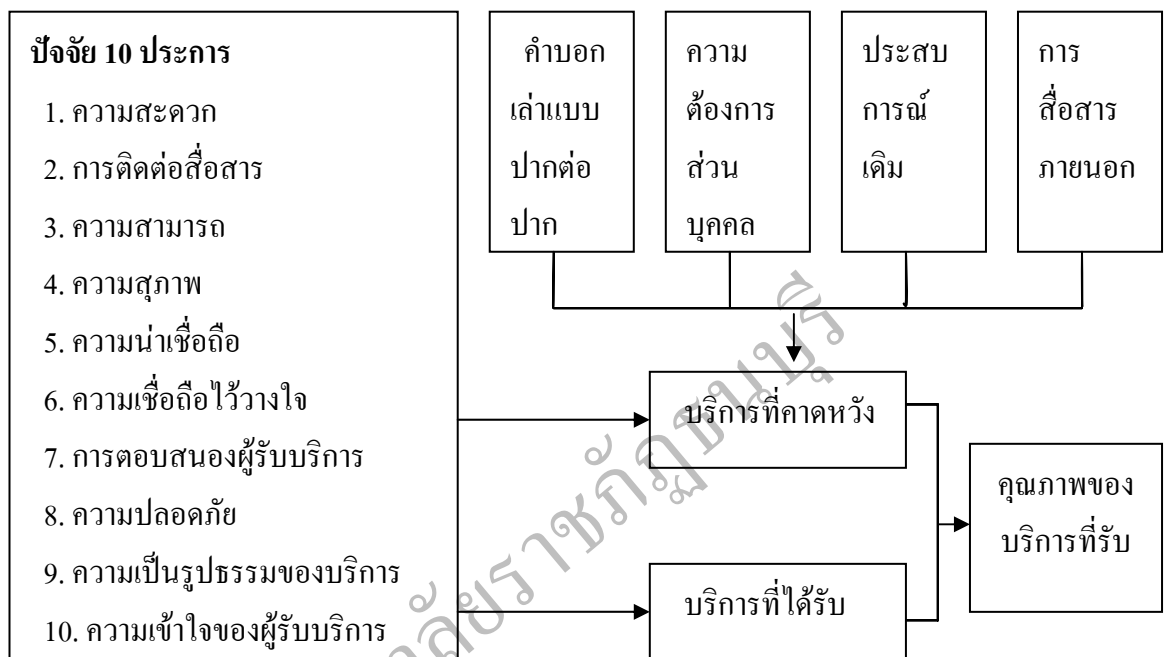 ปัจจัย 10 ประการ
1. ความสะดวก
2. การติดต่อสื่อสาร
3. ความสามารถ
4. ความสุภาพ
5. ความน่าเชื่อถือ
6. ความเชื่อถือไว้วางใจ
7. การตอบสนองผู้รับบริการ
8. ความปลอดภัย
9. ความเป็นรูปธรรมของบริการ
10. ความเข้าใจของผู้รับบริการ
คำบอก
เล่าแบบ
ปากต่อ
ปาก
ความ
ต้องการ
ส่วน
บุคคล
ประสบ
การณ์
เดิม
การ
สื่อสาร
ภายนอก
บริการที่คาดหวัง
บริการที่ได้รับ
คุณภาพของ
บริการที่รับ
ลัยราชภัฏธนบุรี